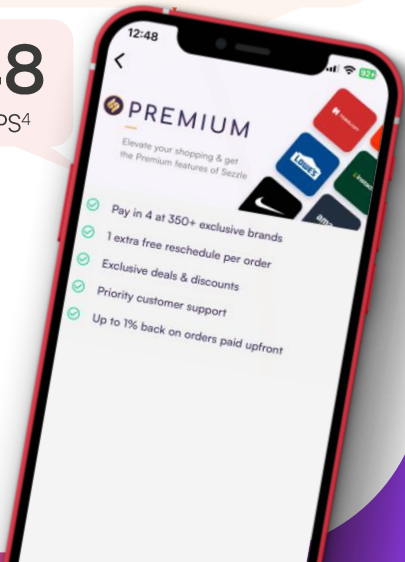 8
PS4
12:48
92
PREMIUM
Elevate your shopping & get
the Premium features of Sezzle
LOWE'S
Pay in 4 at 350+ exclusive brands
1 extra free reschedule per order
Exclusive deals & discounts
Priority customer support
Up to 1% back on orders paid upfront